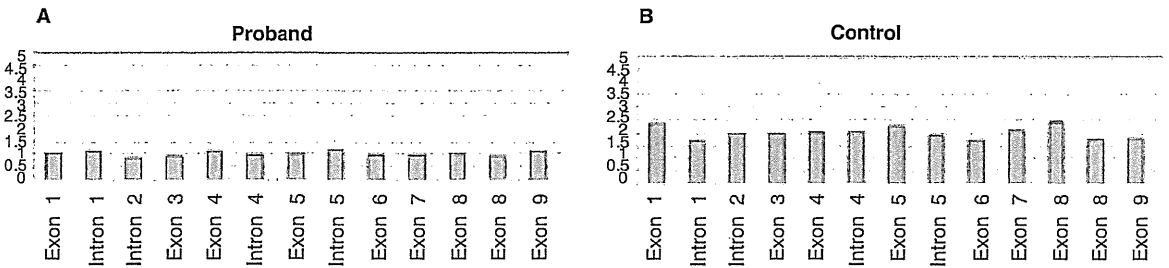 A
Proband
5
4.5
4
3.5
3
2.5
2
1.5
1
0.5
0
Exon 1
Intron 1
Intron 2
Exon 3
Exon 4
Intron 4
Exon 5
Intron 5
Exon 6
Exon 7
Exon 8
Exon 8
Exon 9
B
Control
5
4.5
4
3.5
3
2.5
2
1.5
1
0.5
0
Exon 1
Intron 1
Intron 2
Exon 3
Exon 4
Intron 4
Exon 5
Intron 5
Exon 6
Exon 7
Exon 8
Exon 8
Exon 9